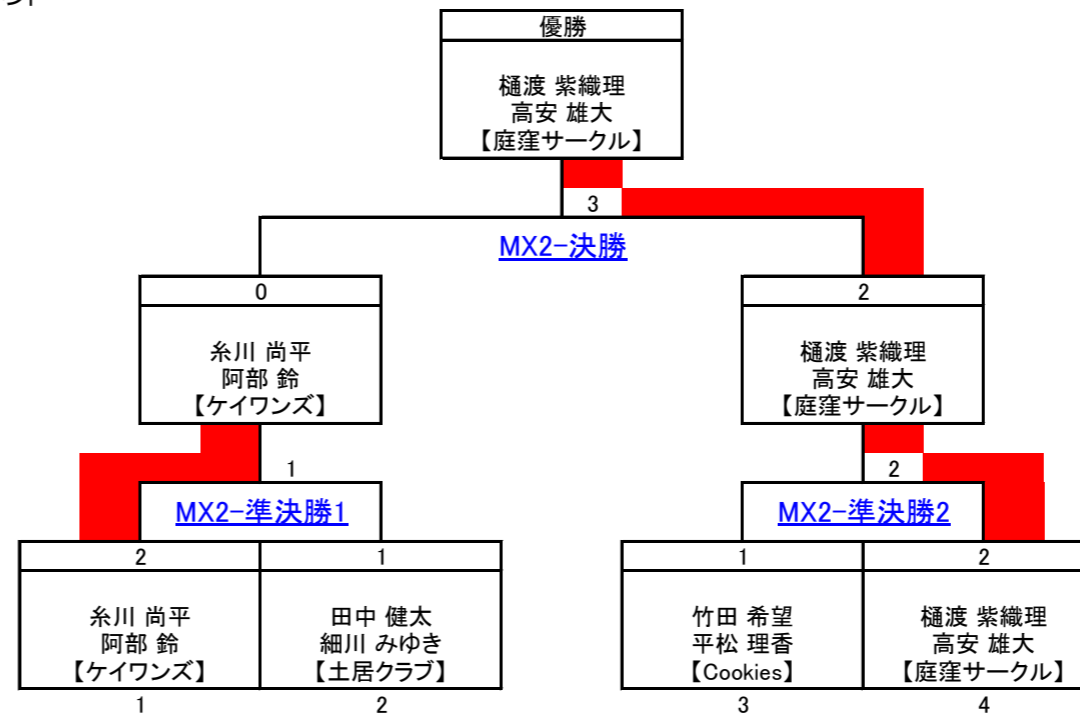 優勝
樋渡 紫織理
高安 雄大
【庭窪サークル】
3
MX2-決勝
0
糸川 尚平
阿部 鈴
【ケイワンズ】
2
樋渡 紫織理
高安 雄大
【庭窪サークル】
1
MX2-準決勝1
2
MX2-準決勝2
2
糸川 尚平
阿部 鈴
【ケイワンズ】
1
1
田中 健太
細川 みゆき
【土居クラブ】
2
1
竹田 希望
平松 理香
【Cookies】
3
2
樋渡 紫織理
高安 雄大
【庭窪サークル】
4